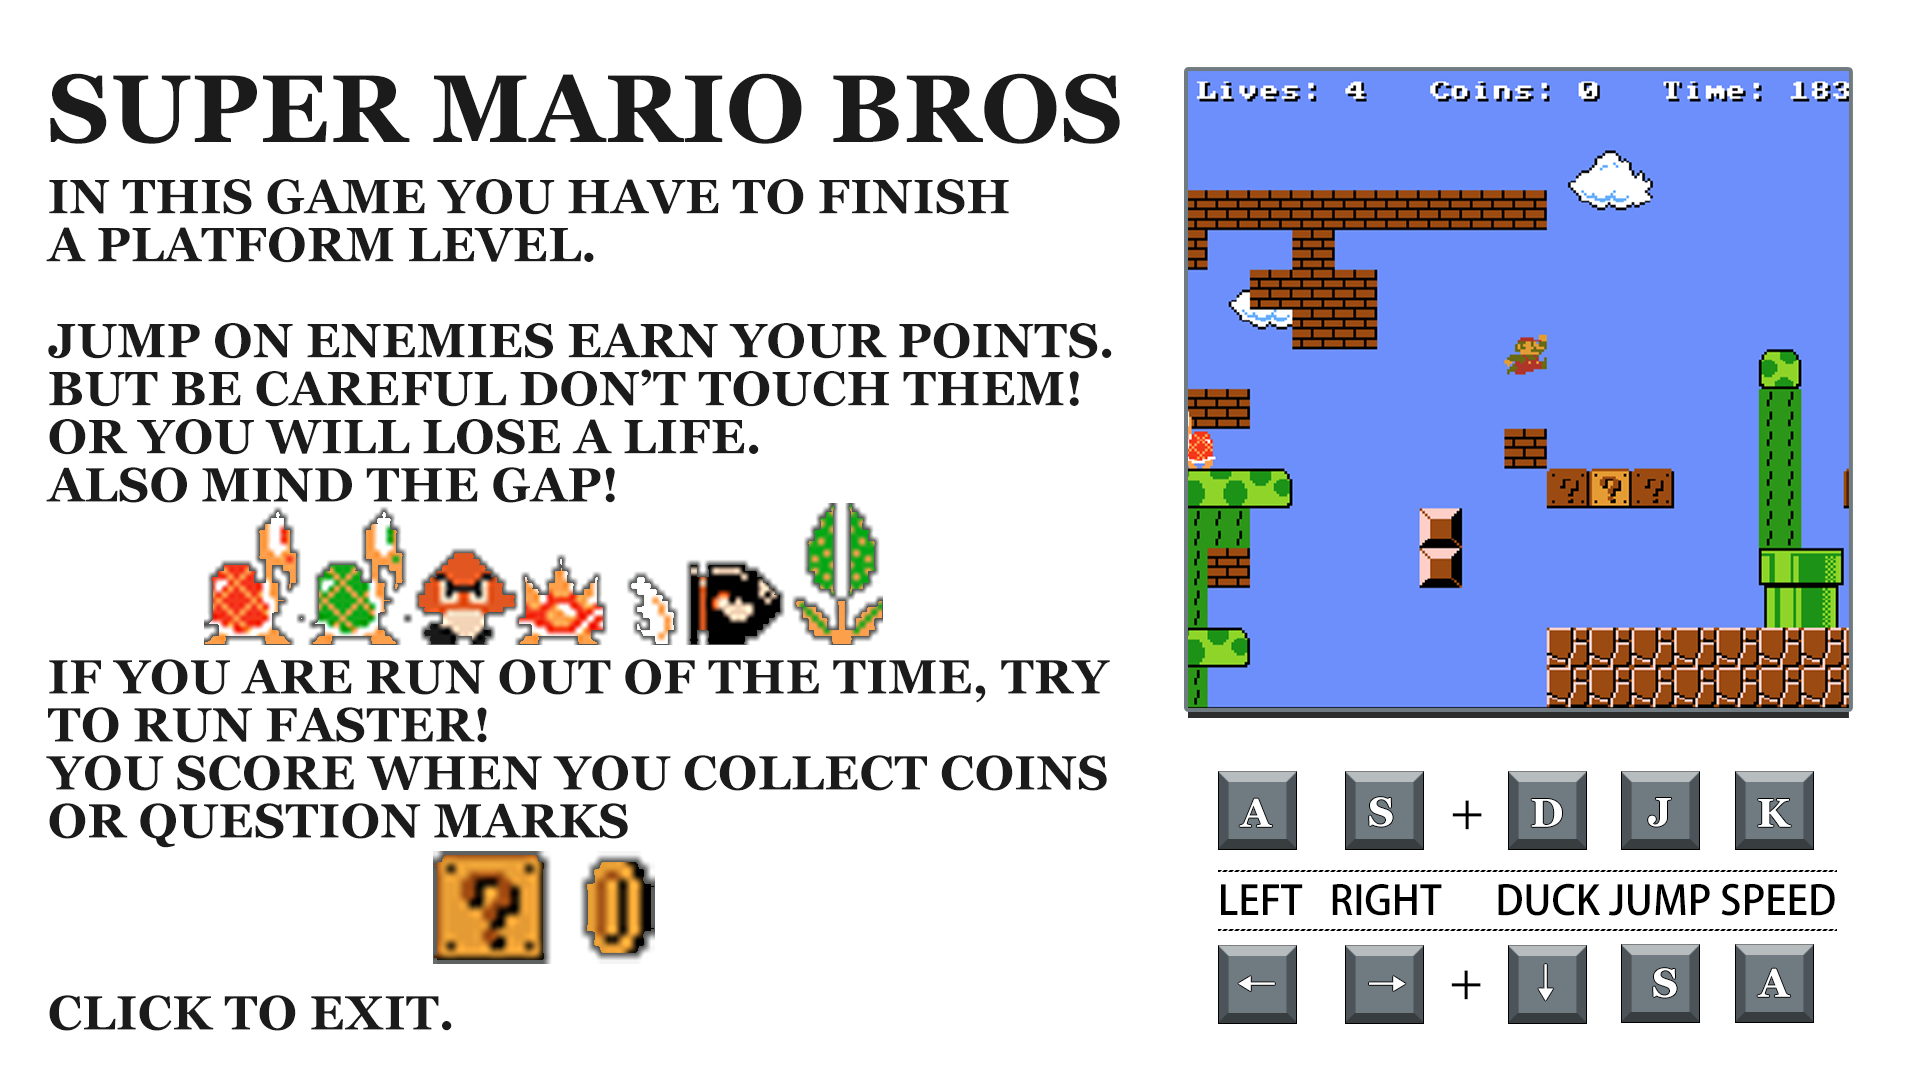 SUPER MARIO BROS
IN THIS GAME YOU HAVE TO FINISH
A PLATFORM LEVEL.
JUMP ON ENEMIES EARN YOUR POINTS.
BUT BE CAREFUL DON’T TOUCH THEM!
OR YOU WILL LOSE A LIFE.
ALSO MIND THE GAP!
IF YOU ARE RUN OUT OF THE TIME, TRY
TO RUN FASTER!
YOU SCORE WHEN YOU COLLECT COINS
OR QUESTION MARKS
?
CLICK TO EXIT.
Lives: 4 Coins: 0 Time: 183
? ? ?
A S + D J K
LEFT RIGHT DUCK JUMP SPEED
← → + ↓ S A